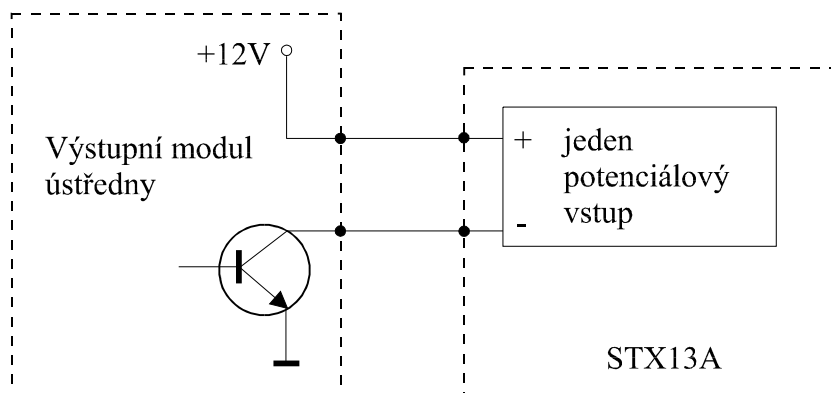 +12V
Výstupní modul
ústředny
+ jeden
potenciálový
- vstup
STX13A